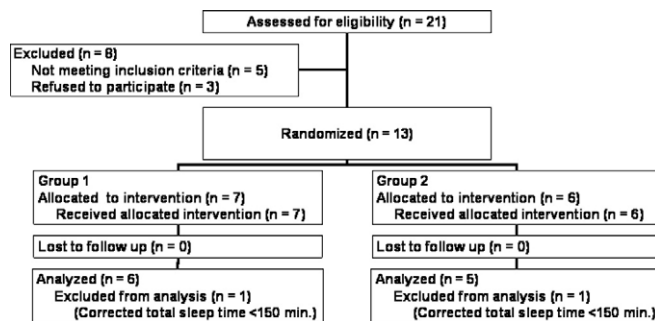 Assessed for eligibility (n = 21)
Excluded (n = 8)
Not meeting inclusion criteria (n = 5)
Refused to participate (n = 3)
Randomized (n = 13)
Group 1
Allocated to intervention (n = 7)
Received allocated intervention (n = 7)
Lost to follow up (n = 0)
Analyzed (n = 6)
Excluded from analysis (n = 1)
(Corrected total sleep time <150 min.)
Group 2
Allocated to intervention (n = 6)
Received allocated intervention (n = 6)
Lost to follow up (n = 0)
Analyzed (n = 5)
Excluded from analysis (n = 1)
(Corrected total sleep time <150 min.)